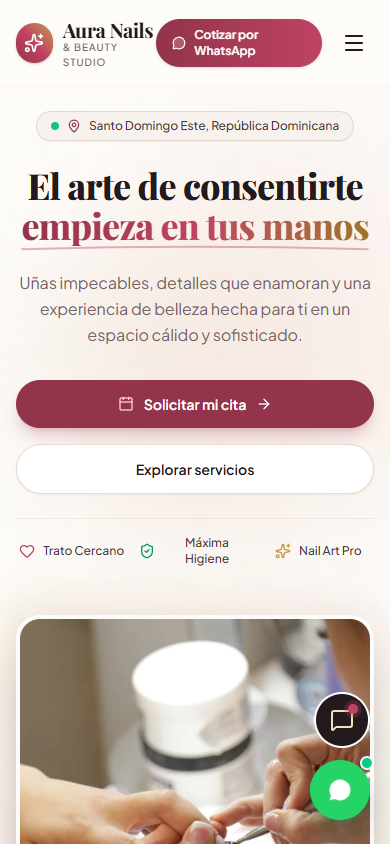 Aura Nails
& BEAUTY
STUDIO
Cotizar por
WhatsApp
Santo Domingo Este, República Dominicana
El arte de consentirte
empieza en tus manos
Uñas impecables, detalles que enamoran y una
experiencia de belleza hecha para ti en un
espacio cálido y sofisticado.
Solicitar mi cita
Explorar servicios
Trato Cercano
Máxima
Higiene
Nail Art Pro